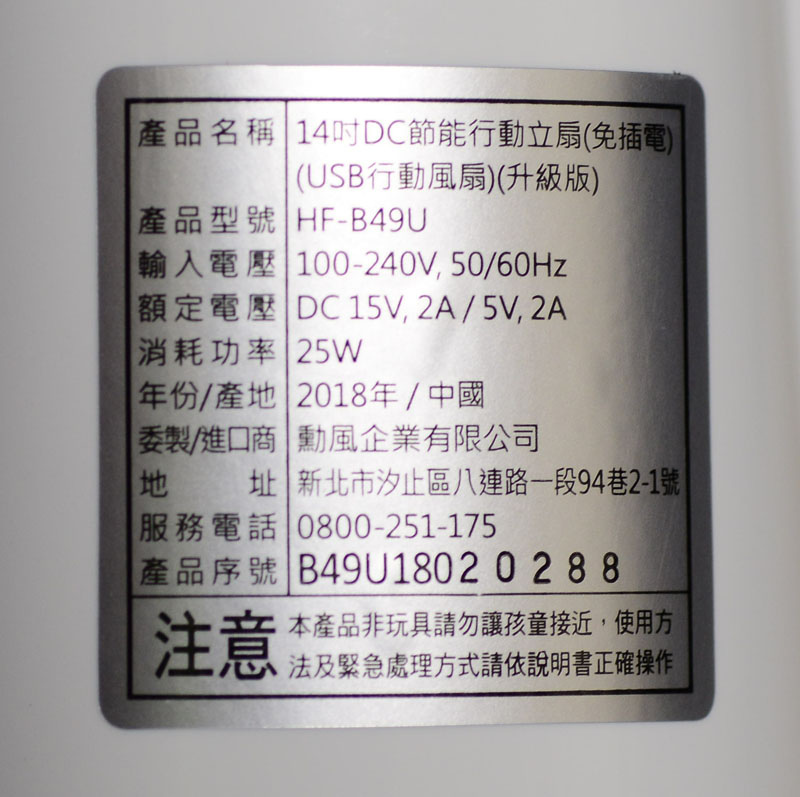 產品名稱 14吋DC節能行動立扇(免插電)
(USB行動風扇)(升級版)
產品型號 HF-B49U
輸入電壓 100-240V, 50/60Hz
額定電壓 DC 15V, 2A / 5V, 2A
消耗功率 25W
年份/產地 2018年 / 中國
委製/進口商 勳風企業有限公司
地址 新北市汐止區八連路一段94巷2-1號
服務電話 0800-251-175
產品序號 B49U18020288
注意 本產品非玩具請勿讓孩童接近，使用方
法及緊急處理方式請依說明書正確操作